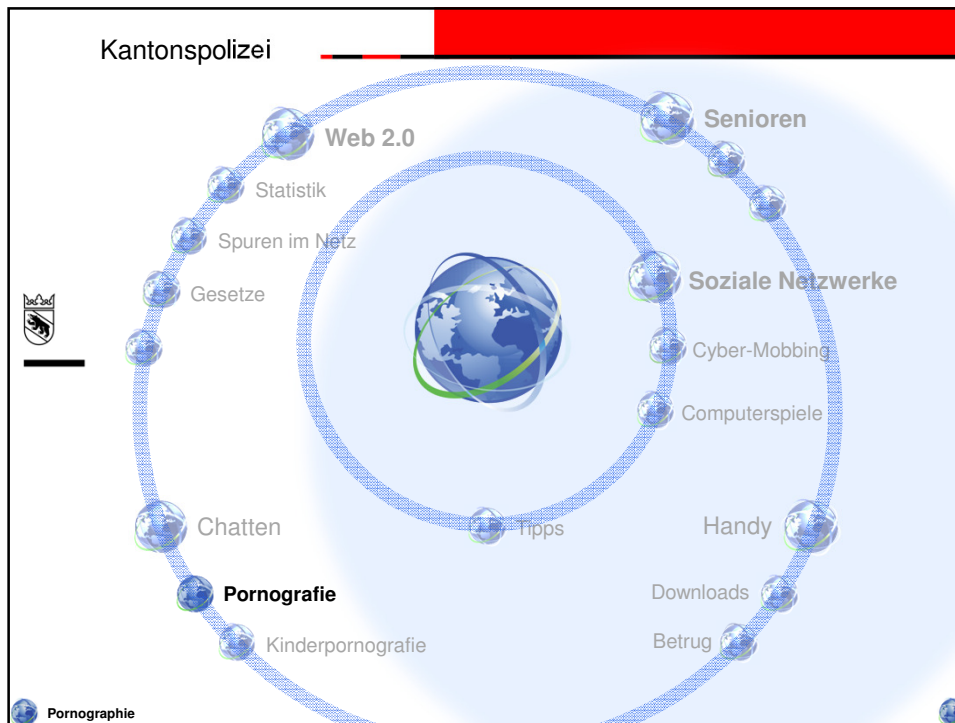 Kantonspolizei
Web 2.0
Senioren
Statistik
Spuren im Netz
Gesetze
Soziale Netzwerke
Cyber-Mobbing
Computerspiele
Chatten
Tipps
Handy
Pornografie
Downloads
Kinderpornografie
Betrug
Pornographie